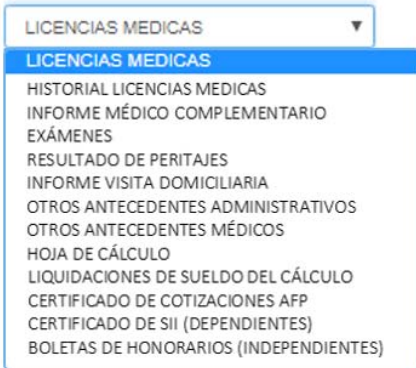 LICENCIAS MEDICAS
LICENCIAS MEDICAS
HISTORIAL LICENCIAS MEDICAS
INFORME MÉDICO COMPLEMENTARIO
EXÁMENES
RESULTADO DE PERITAJES
INFORME VISITA DOMICILIARIA
OTROS ANTECEDENTES ADMINISTRATIVOS
OTROS ANTECEDENTES MÉDICOS
HOJA DE CÁLCULO
LIQUIDACIONES DE SUELDO DEL CÁLCULO
CERTIFICADO DE COTIZACIONES AFP
CERTIFICADO DE SII (DEPENDIENTES)
BOLETAS DE HONORARIOS (INDEPENDIENTES)